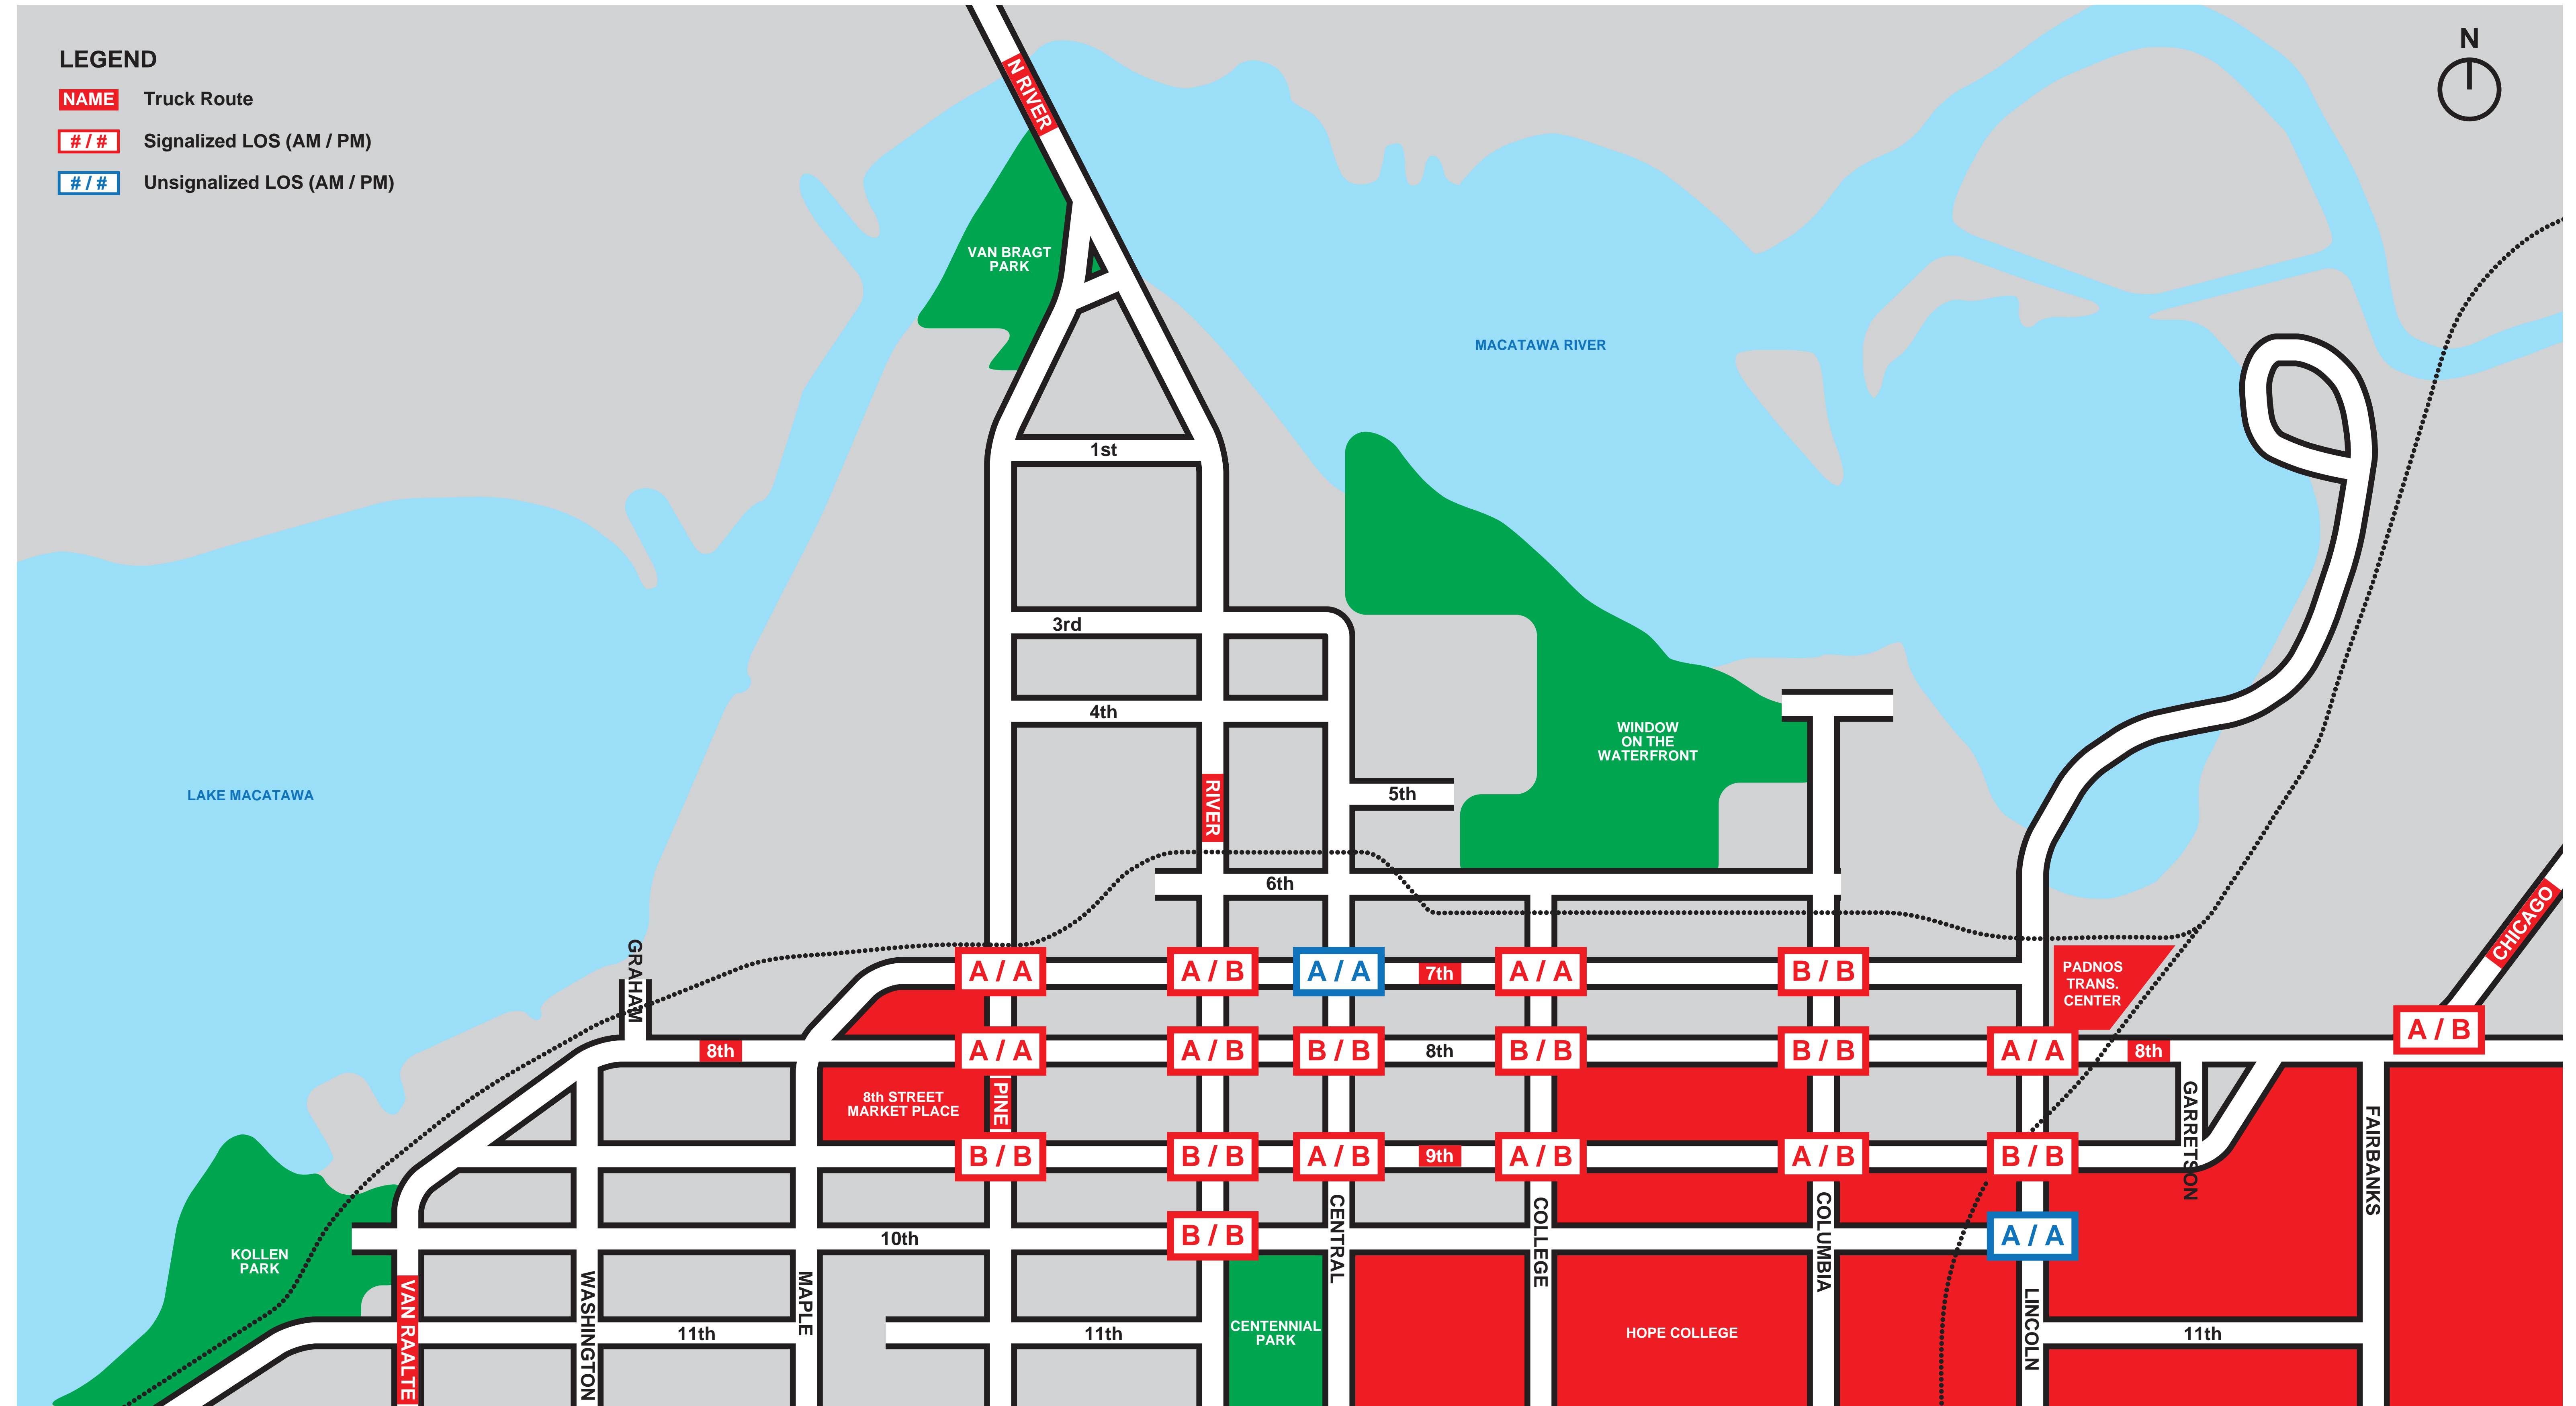 LEGEND
NAME Truck Route
# / # Signalized LOS (AM / PM)
# / # Unsignalized LOS (AM / PM)
N
N RIVER
VAN BRAGT
PARK
MACATAWA RIVER
1st
3rd
4th
WINDOW
ON THE
WATERFRONT
LAKE MACATAWA
RIVER
5th
6th
CHICAGO
GRAHAM
A / A
A / B
A / A
7th
A / A
B / B
PADNOS
TRANS.
CENTER
A / B
8th
A / A
A / B
B / B
8th
B / B
B / B
A / A
8th
8th STREET
MARKET PLACE
PINE
GARRETSON
FAIRBANKS
B / B
B / B
A / B
9th
A / B
A / B
B / B
KOLLEN
PARK
10th
B / B
CENTRAL
COLLEGE
COLUMBIA
A / A
VAN RAALTE
WASHINGTON
MAPLE
LINCOLN
11th
11th
CENTENNIAL
PARK
HOPE COLLEGE
11th